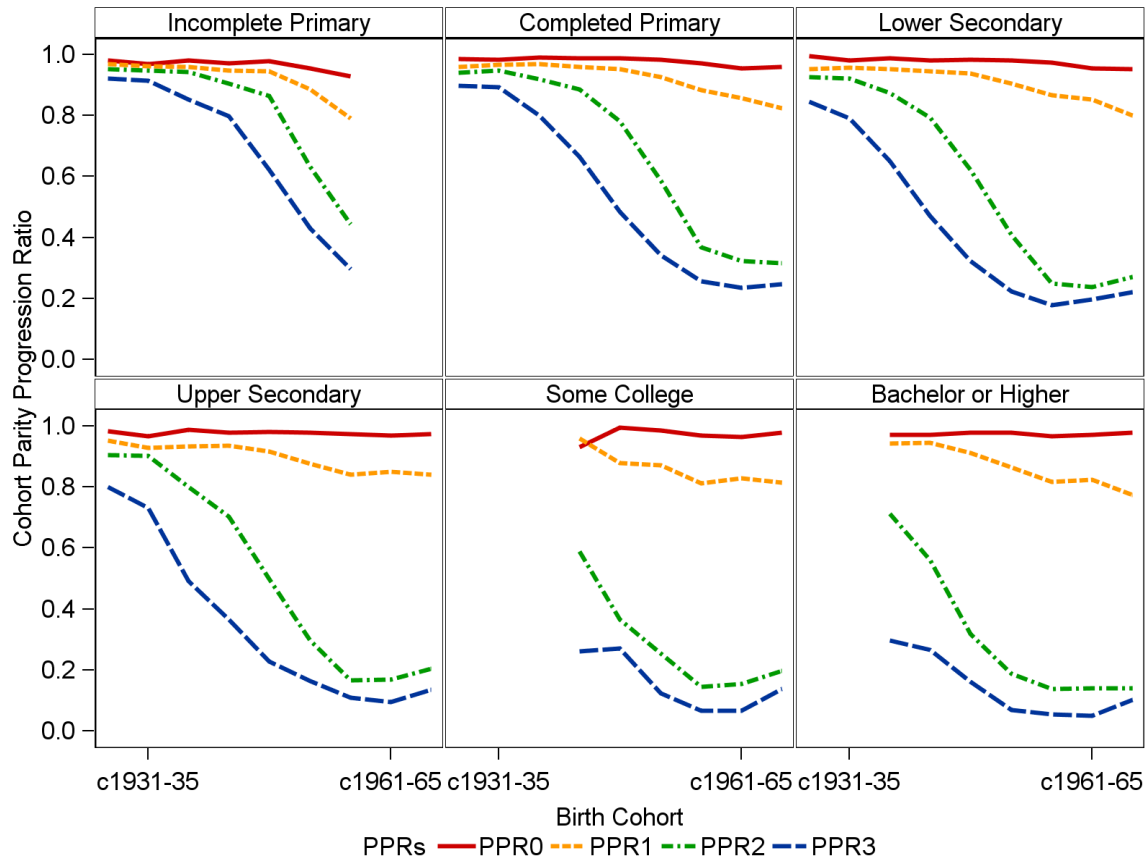 Incomplete Primary
Completed Primary
Lower Secondary
1.0
0.8
0.6
0.4
0.2
0.0
Upper Secondary
Some College
Bachelor or Higher
1.0
0.8
0.6
0.4
0.2
0.0
Cohort Parity Progression Ratio
c1931-35
c1961-65
c1931-35
c1961-65
c1931-35
c1961-65
Birth Cohort
PPRs PPR0 PPR1 PPR2 PPR3